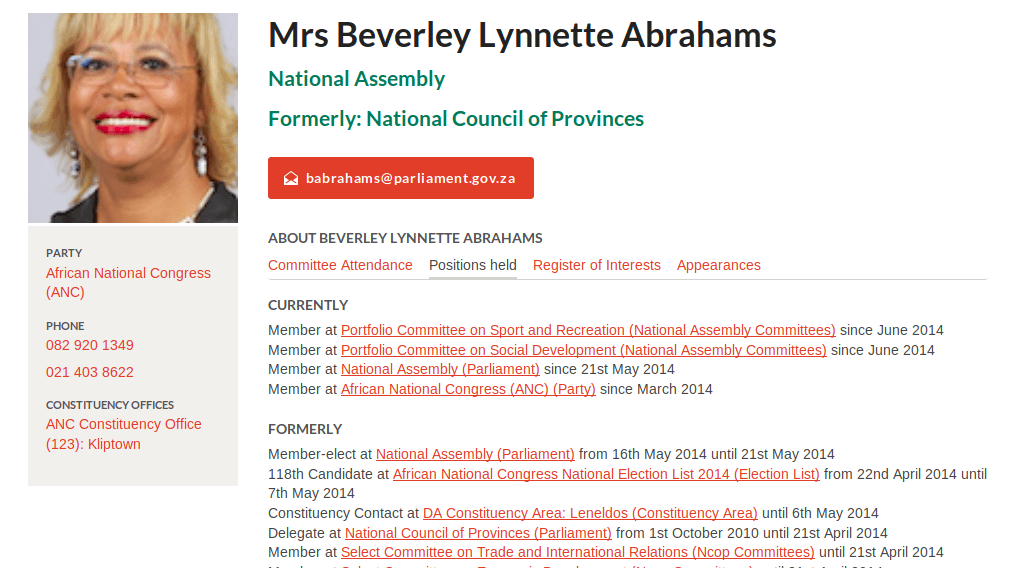 Mrs Beverley Lynnette Abrahams
National Assembly
Formerly: National Council of Provinces
babrahams@parliament.gov.za
PARTY
African National Congress
(ANC)
PHONE
082 920 1349
021 403 8622
CONSTITUENCY OFFICES
ANC Constituency Office
(123): Kliptown
ABOUT BEVERLEY LYNNETTE ABRAHAMS
Committee Attendance Positions held Register of Interests Appearances
CURRENTLY
Member at Portfolio Committee on Sport and Recreation (National Assembly Committees) since June 2014
Member at Portfolio Committee on Social Development (National Assembly Committees) since June 2014
Member at National Assembly (Parliament) since 21st May 2014
Member at African National Congress (ANC) (Party) since March 2014
FORMERLY
Member-elect at National Assembly (Parliament) from 16th May 2014 until 21st May 2014
118th Candidate at African National Congress National Election List 2014 (Election List) from 22nd April 2014 until
7th May 2014
Constituency Contact at DA Constituency Area: Leneldos (Constituency Area) until 6th May 2014
Delegate at National Council of Provinces (Parliament) from 1st October 2010 until 21st April 2014
Member at Select Committee on Trade and International Relations (Ncop Committees) until 21st April 2014